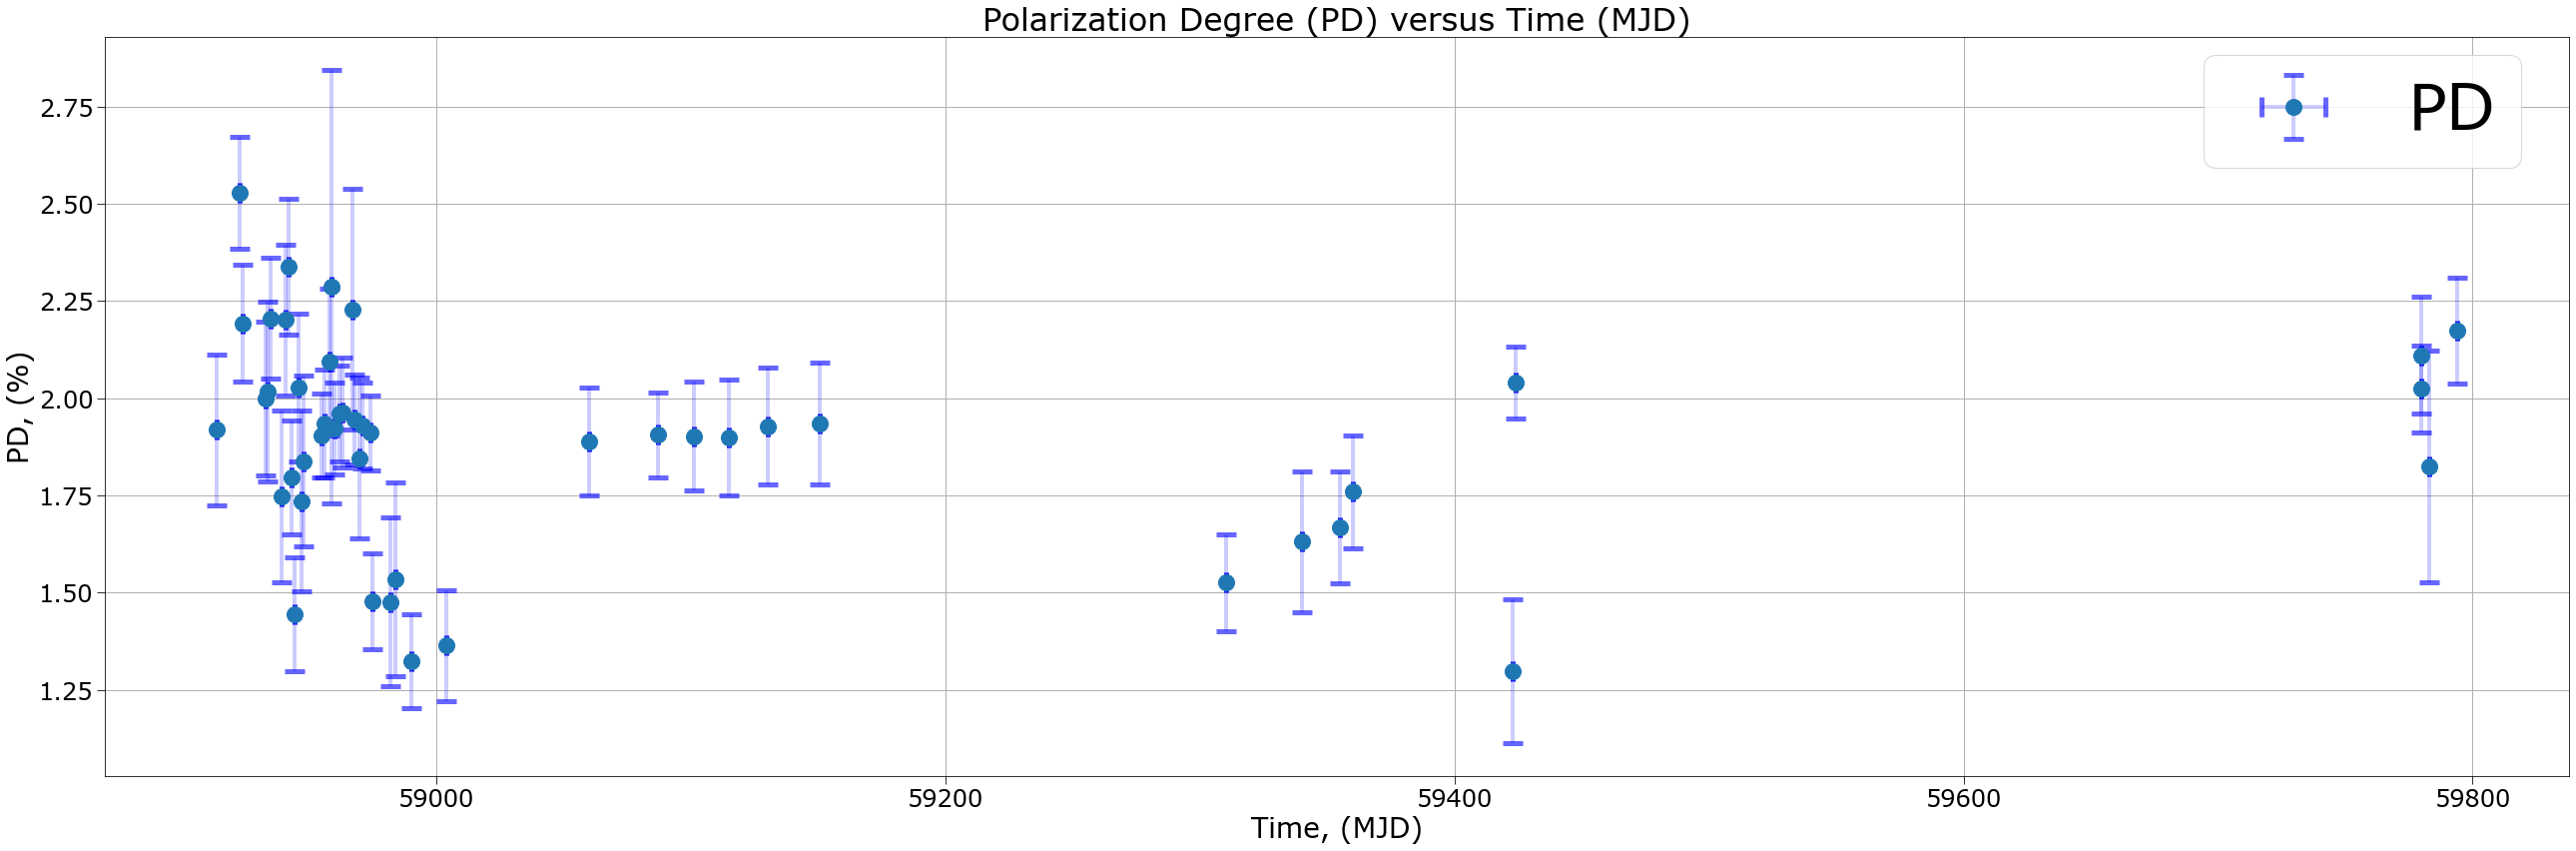 Polarization Degree (PD) versus Time (MJD)
PD
2.75
2.50
2.25
2.00
1.75
1.50
1.25
PD, (%)
59000 59200 59400 59600 59800
Time, (MJD)